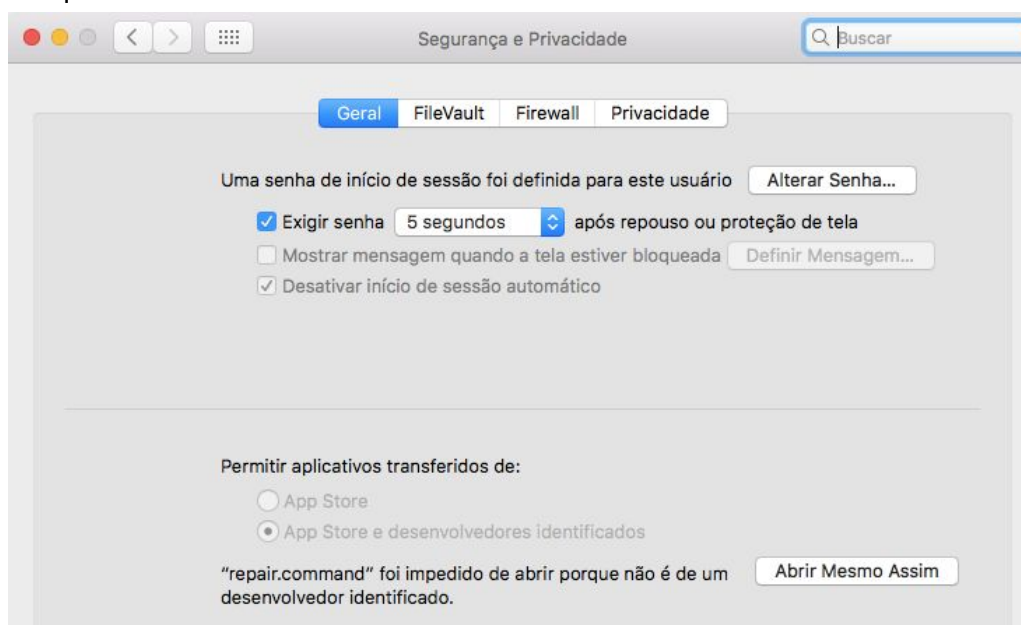 Segurança e Privacidade
Buscar
Geral FileVault Firewall Privacidade
Uma senha de início de sessão foi definida para este usuário Alterar Senha...
Exigir senha 5 segundos após repouso ou proteção de tela
Mostrar mensagem quando a tela estiver bloqueada Definir Mensagem...
Desativar início de sessão automático
Permitir aplicativos transferidos de:
App Store
App Store e desenvolvedores identificados
“repair.command” foi impedido de abrir porque não é de um
desenvolvedor identificado.
Abrir Mesmo Assim